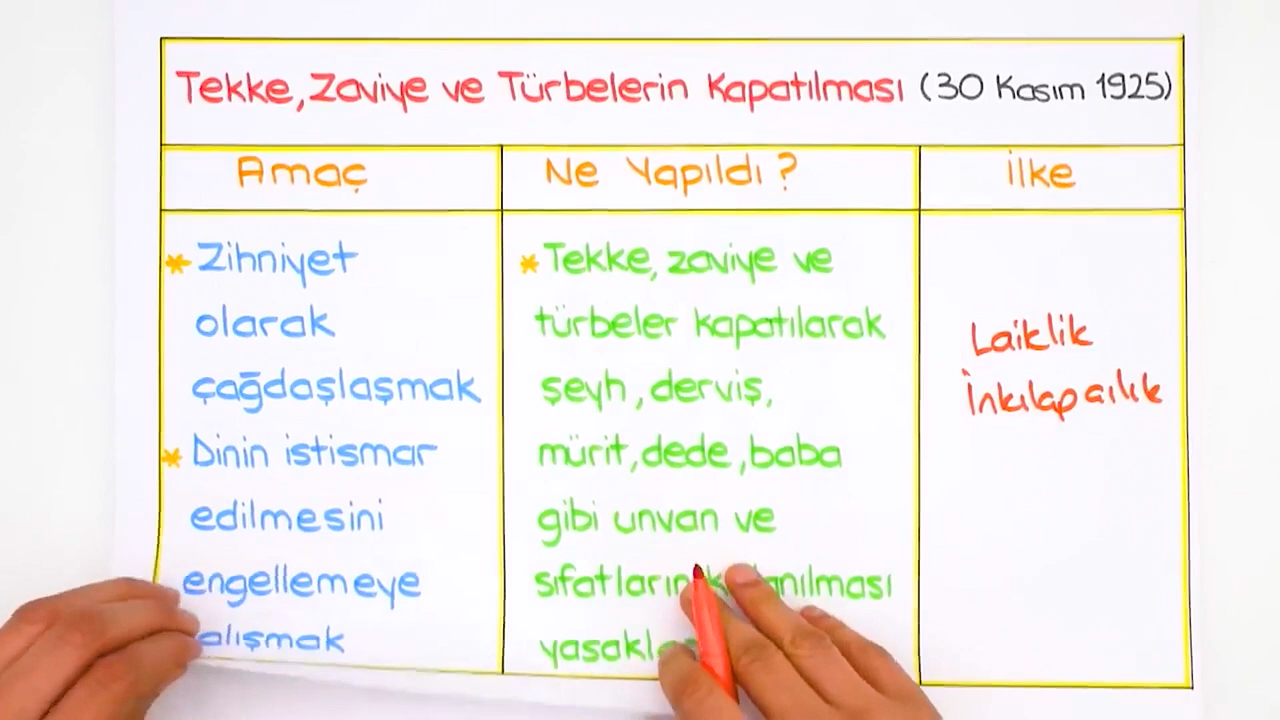 Tekke, Zaviye ve Türbelerin Kapatılması (30 Kasım 1925)
Amaç
Ne Yapıldı?
İlke
* Zihniyet
olarak
çağdaşlaşmak
* Dinin istismar
edilmesini
engellemeye
* Tekke, zaviye ve
türbeler kapatılarak
şeyh, derviş,
mürit, dede, baba
gibi unvan ve
Laiklik
İnkılapçılık